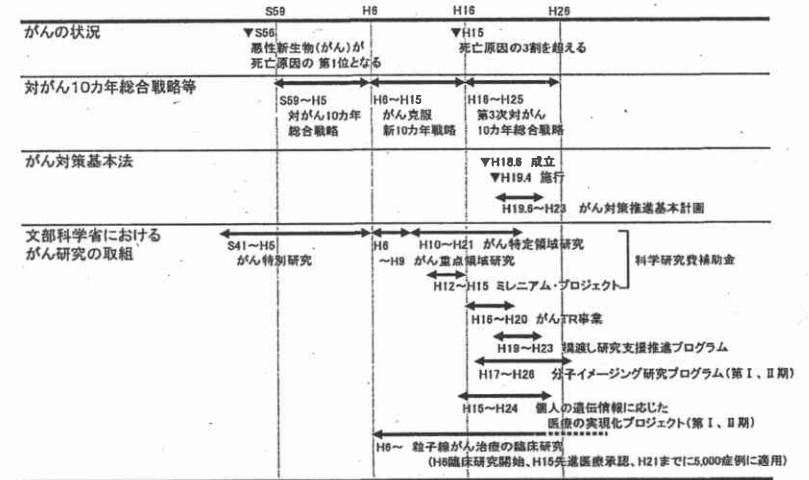 S59 H6 H16 H26
がんの状況
▼S56
悪性新生物(がん)が
死亡原因の 第1位となる
▼H15
死亡原因の3割を超える
対がん10カ年総合戦略等
S59～H5
対がん10カ年
総合戦略
H6～H15
がん克服
新10カ年戦略
H16～H25
第3次対がん
10カ年総合戦略
がん対策基本法
▼H18.6 成立
▼H19.4 施行
H19.6～H23 がん対策推進基本計画
文部科学省における
がん研究の取組
S41～H5
がん特別研究
H6
～H9 がん重点領域研究
H10～H21 がん特定領域研究
H12～H15 ミレニアム・プロジェクト
科学研究費補助金
H16～H20 がんTR事業
H19～H23 橋渡し研究支援推進プログラム
H17～H26 分子イメージング研究プログラム(第Ⅰ、Ⅱ期)
H15～H24 個人の遺伝情報に応じた
医療の実現化プロジェクト(第Ⅰ、Ⅱ期)
H6～ 粒子線がん治療の臨床研究
(H6臨床研究開始、H15先進医療承認、H21までに5,000症例に適用)